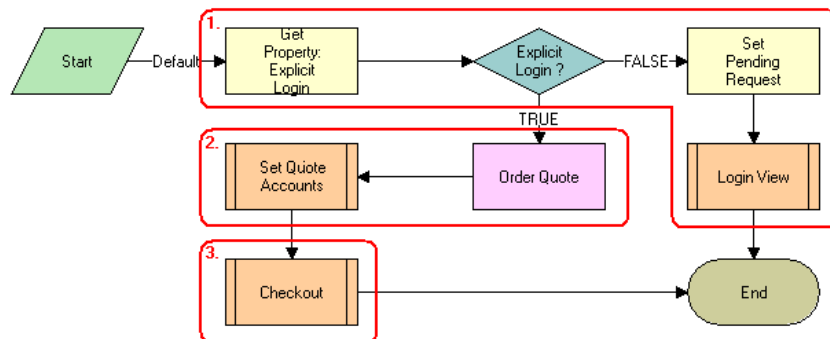 1.
Start
Default
Get
Property:
Explicit
Login
Explicit
Login ?
FALSE
Set
Pending
Request
TRUE
2.
Set Quote
Accounts
Order Quote
Login View
3.
Checkout
End